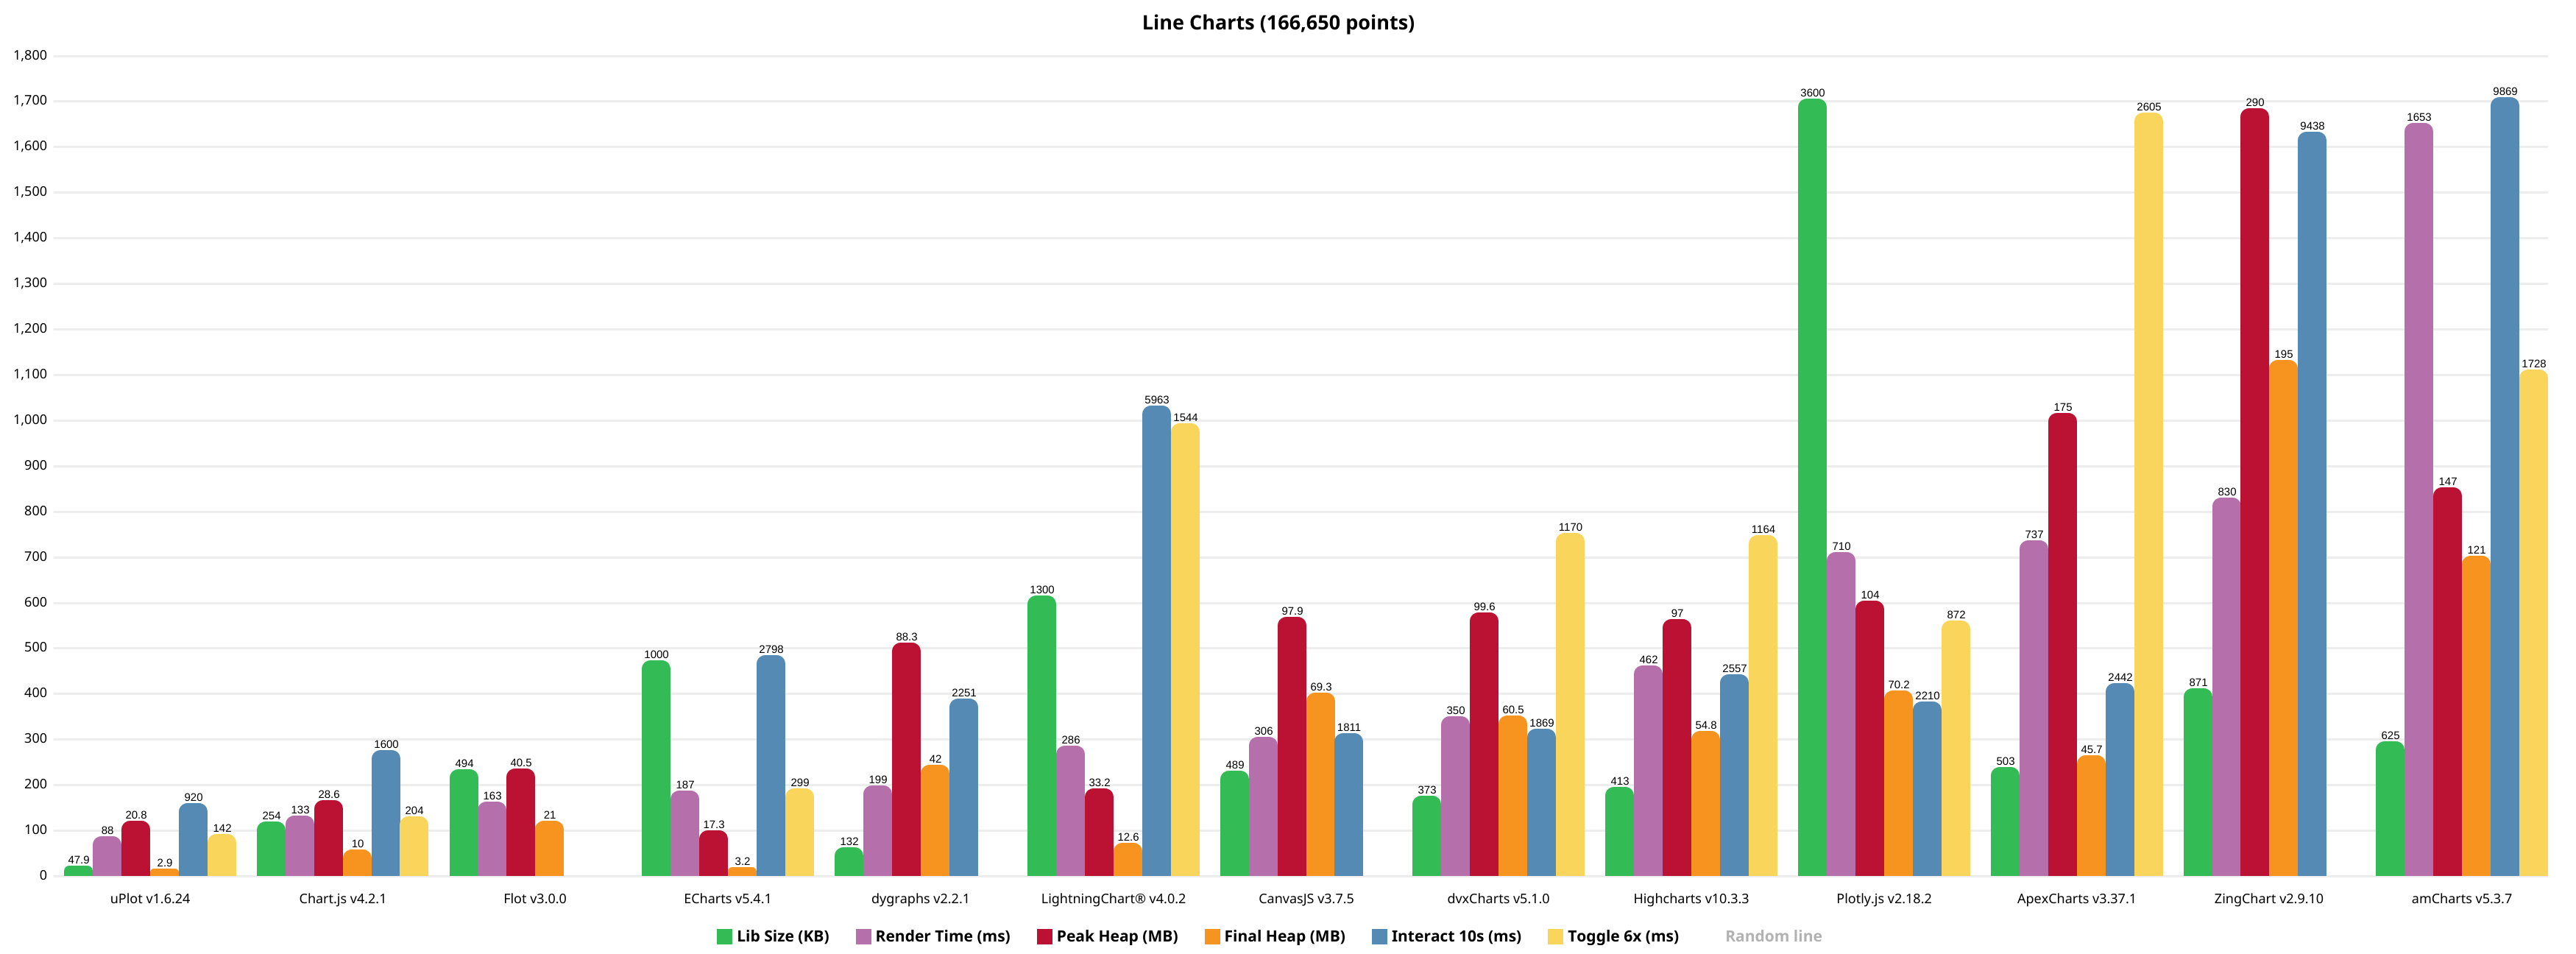 Line Charts (166,650 points)
1,800
1,700
1,600
1,500
1,400
1,300
1,200
1,100
1,000
900
800
700
600
500
400
300
200
100
0
47.9 88 20.8 2.9 920 142
254 133 28.6 10 1600 204
494 163 40.5 21
1000 187 17.3 3.2 2798 299
132 199 88.3 42 2251
1300 286 33.2 12.6 5963 1544
489 306 97.9 69.3 1811
373 350 99.6 60.5 1869 1170
413 462 97 54.8 2557 1164
3600 710 104 70.2 2210 872
503 737 175 45.7 2442 2605
871 830 290 195 9438
625 1653 147 121 9869 1728
uPlot v1.6.24 Chart.js v4.2.1 Flot v3.0.0 ECharts v5.4.1 dygraphs v2.2.1 LightningChart® v4.0.2 CanvasJS v3.7.5 dvxCharts v5.1.0 Highcharts v10.3.3 Plotly.js v2.18.2 ApexCharts v3.37.1 ZingChart v2.9.10 amCharts v5.3.7
Lib Size (KB) Render Time (ms) Peak Heap (MB) Final Heap (MB) Interact 10s (ms) Toggle 6x (ms) Random line